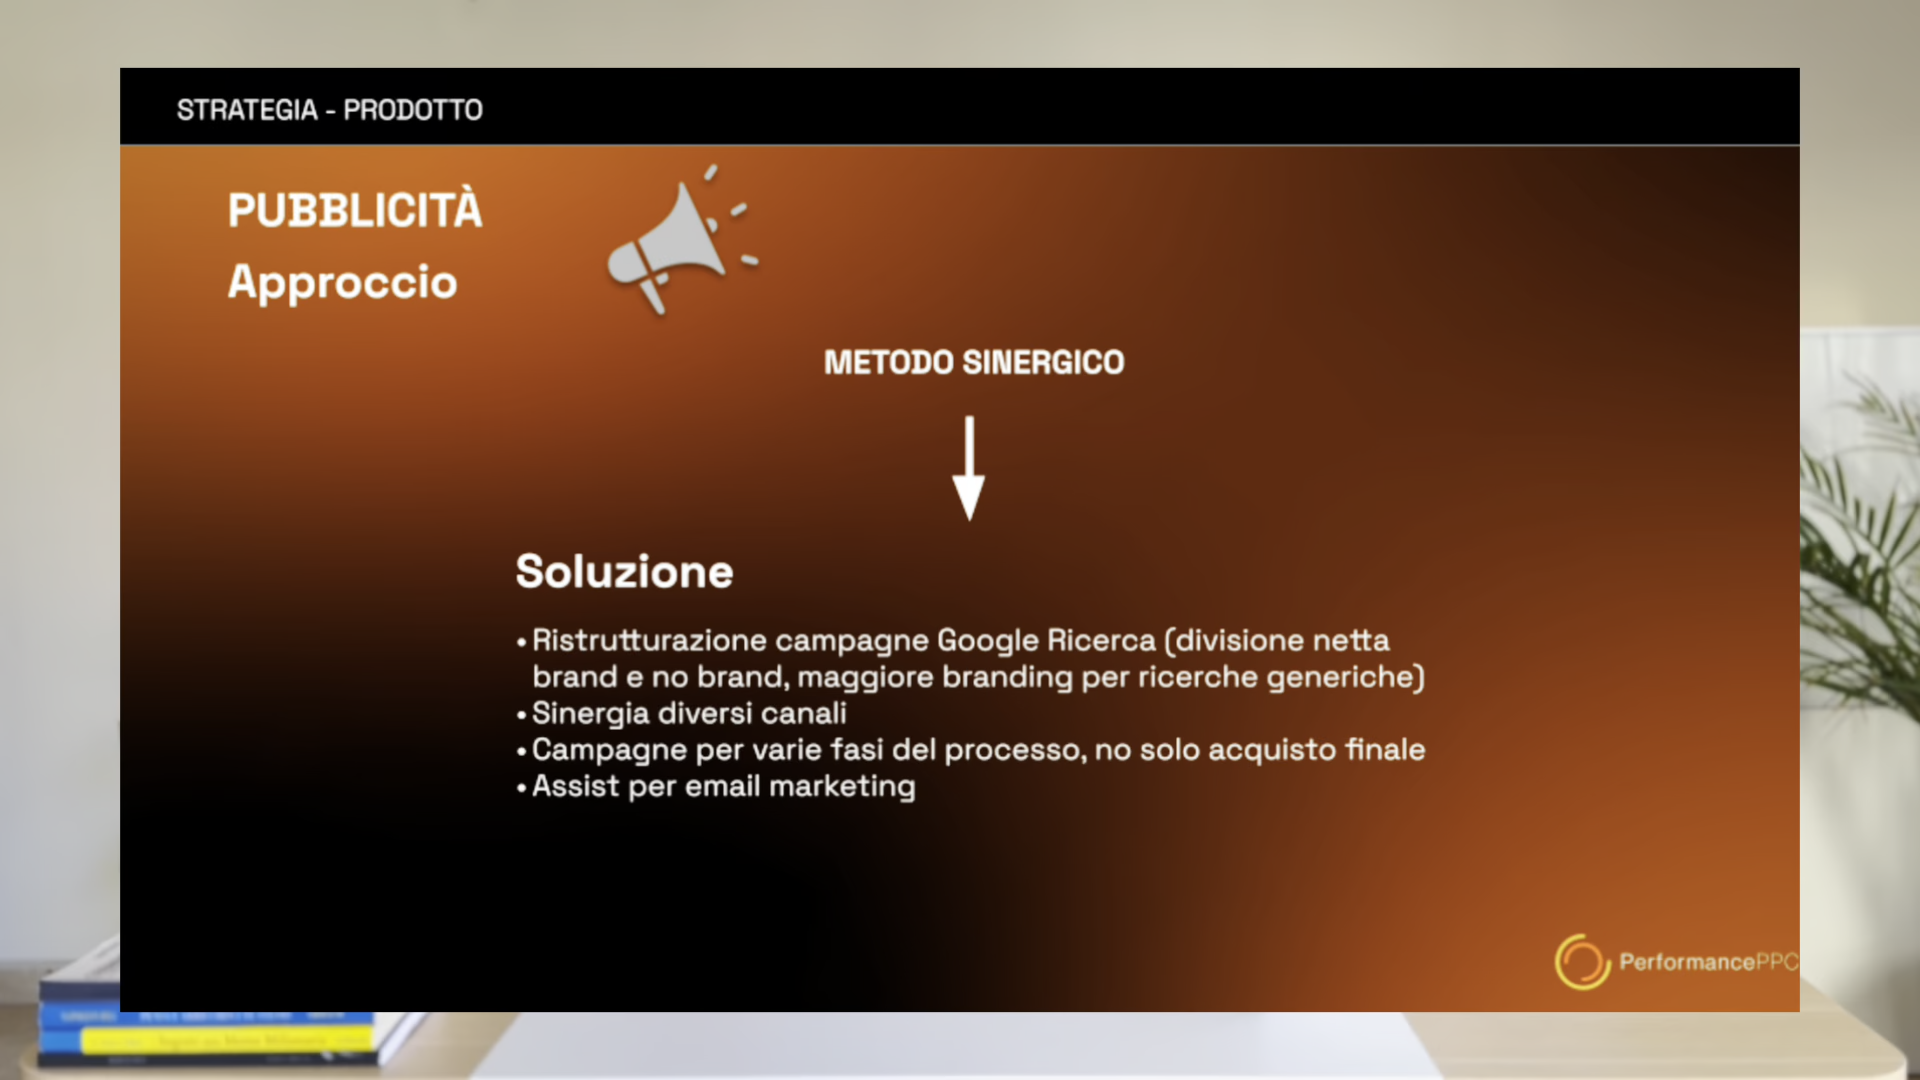 STRATEGIA - PRODOTTO
PUBBLICITÀ
Approccio
METODO SINERGICO
Soluzione
• Ristrutturazione campagne Google Ricerca (divisione netta
brand e no brand, maggiore branding per ricerche generiche)
• Sinergia diversi canali
• Campagne per varie fasi del processo, no solo acquisto finale
• Assist per email marketing
PerformancePPC